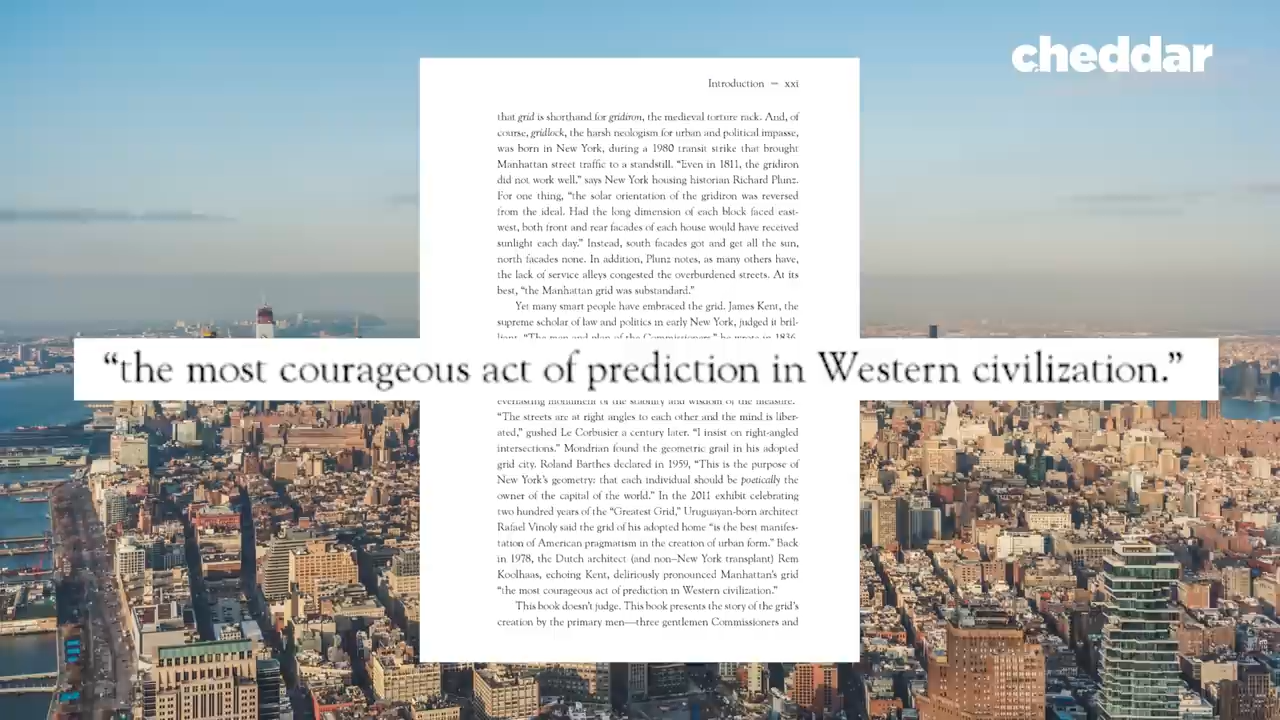 cheddar
Introduction — xxi
that grid is shorthand for gridiron, the medieval torture rack. And, of
course, gridlock, the harsh neologism for urban and political impasse,
was born in New York, during a 1980 transit strike that brought
Manhattan street traffic to a standstill. “Even in 1811, the gridiron
did not work well.” says New York housing historian Richard Plunz.
For one thing, “the solar orientation of the gridiron was reversed
from the ideal. Had the long dimension of each block faced east-
west, both front and rear facades of each house would have received
sunlight each day.” Instead, south facades got and get all the sun,
north facades none. In addition, Plunz notes, as many others have,
the lack of service alleys congested the overburdened streets. At its
best, “the Manhattan grid was substandard.”
Yet many smart people have embraced the grid. James Kent, the
supreme scholar of law and politics in early New York, judged it bril-
liant. “The map and plan of the Commissioners,” he wrote in 1836,
“the most courageous act of prediction in Western civilization.”
everlasting monument of the stability and wisdom of the measure.”
“The streets are at right angles to each other and the mind is liber-
ated,” gushed Le Corbusier a century later. “I insist on right-angled
intersections.” Mondrian found the geometric grail in his adopted
grid city. Roland Barthes declared in 1959, “This is the purpose of
New York’s geometry: that each individual should be poetically the
owner of the capital of the world.” In the 2011 exhibit celebrating
two hundred years of the “Greatest Grid,” Uruguayan-born architect
Rafael Vinoly said the grid of his adopted home “is the best manifes-
tation of American pragmatism in the creation of urban form.” Back
in 1978, the Dutch architect (and non–New York transplant) Rem
Koolhaas, echoing Kent, deliriously pronounced Manhattan’s grid
“the most courageous act of prediction in Western civilization.”
This book doesn’t judge. This book presents the story of the grid’s
creation by the primary men—three gentlemen Commissioners and